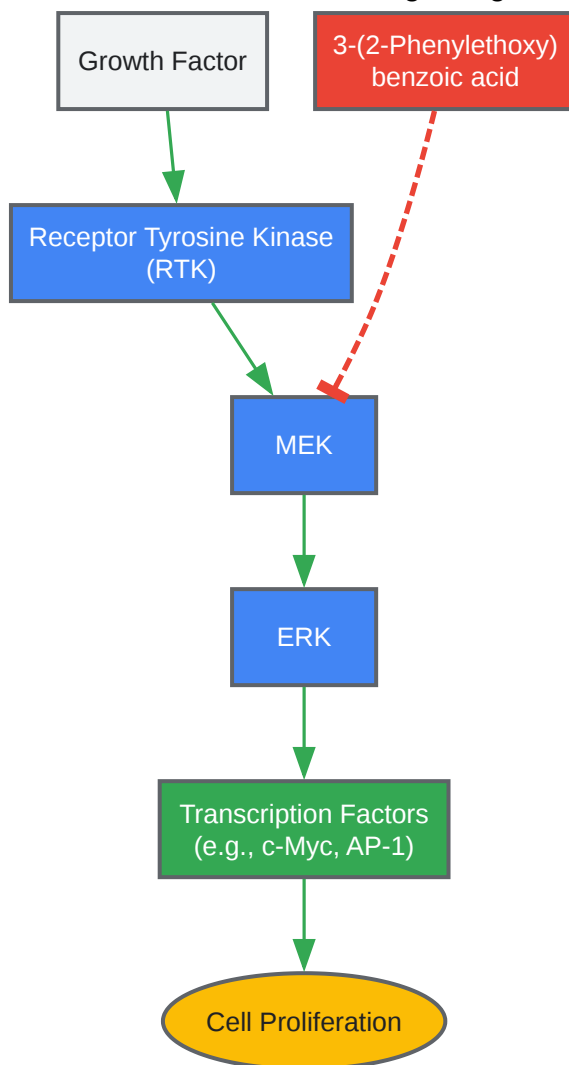 Growth Factor
3-(2-Phenylethoxy)
benzoic acid
Receptor Tyrosine Kinase
(RTK)
MEK
ERK
Transcription Factors
(e.g., c-Myc, AP-1)
Cell Proliferation